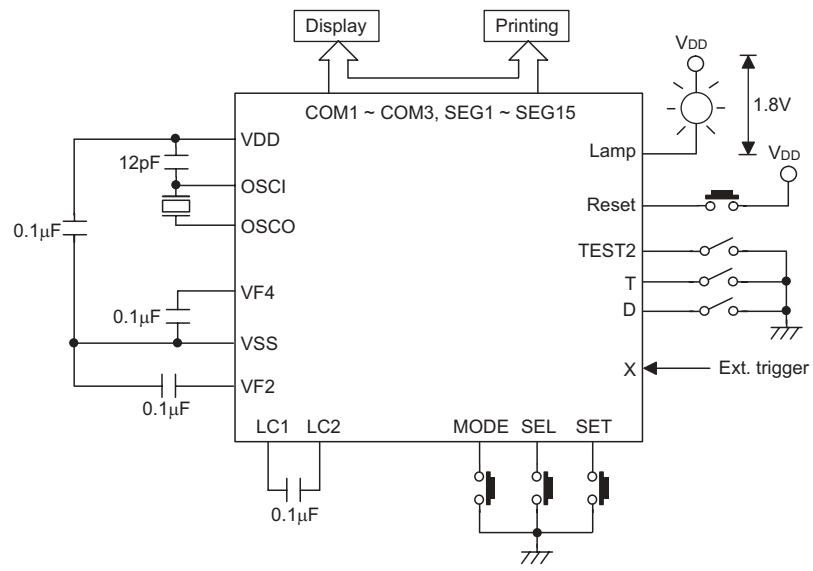 Display
Printing
VDD
COM1 ~ COM3, SEG1 ~ SEG15
1.8V
VDD
Lamp
12pF
OSCI
VDD
Reset
OSCO
0.1μF
TEST2
T
VF4
D
0.1μF
VSS
X
Ext. trigger
VF2
0.1μF
LC1
LC2
MODE
SEL
SET
0.1μF